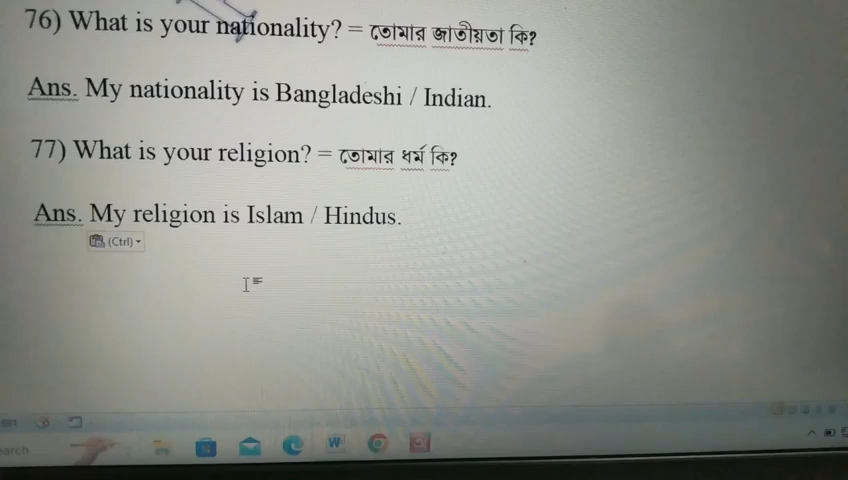 76) What is your nationality? = তোমার জাতীয়তা কি?
Ans. My nationality is Bangladeshi / Indian.
77) What is your religion? = তোমার ধর্ম কি?
Ans. My religion is Islam / Hindus.
(Ctrl)
earch